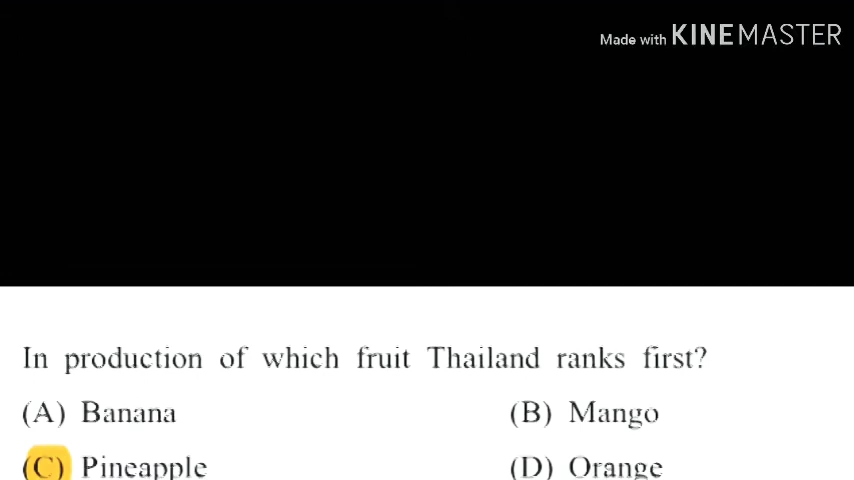 Made with KINEMASTER
In production of which fruit Thailand ranks first?
(A) Banana (B) Mango
(C) Pineapple (D) Orange